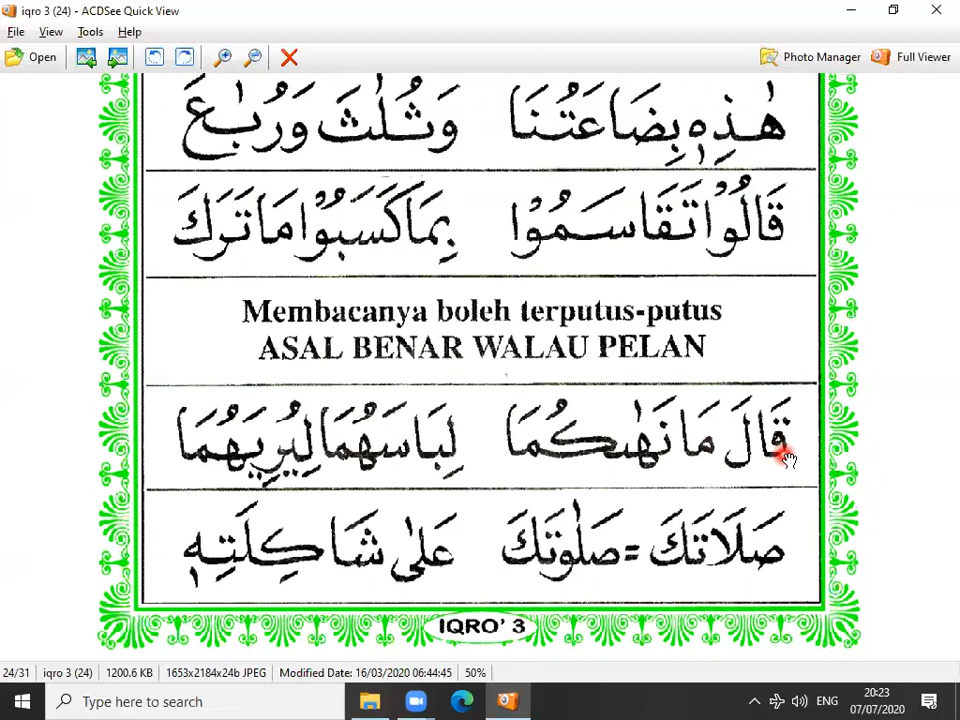 iqro 3 (24) - ACDSee Quick View
File View Tools Help
Open Photo Manager Full Viewer
هٰذِهٖ بِضَاعَتُنَا وَثُلٰثَ وَرُبٰعَ
قَالُوْا تَقَاسَمُوْا بِمَا كَسَبُوْا مَا تَرَكَ
Membacanya boleh terputus-putus
ASAL BENAR WALAU PELAN
قَالَ مَا نَهٰىكُمَا لِبَاسَهُمَا لِيُرِيَهُمَا
صَلَاتَكَ = صَلٰوتَكَ عَلٰى شَاكِلَتِهٖ
IQRO' 3
24/31 iqro 3 (24) 1200.6 KB 1653x2184x24b JPEG Modified Date: 16/03/2020 06:44:45 50%
Type here to search ENG 20:23
07/07/2020